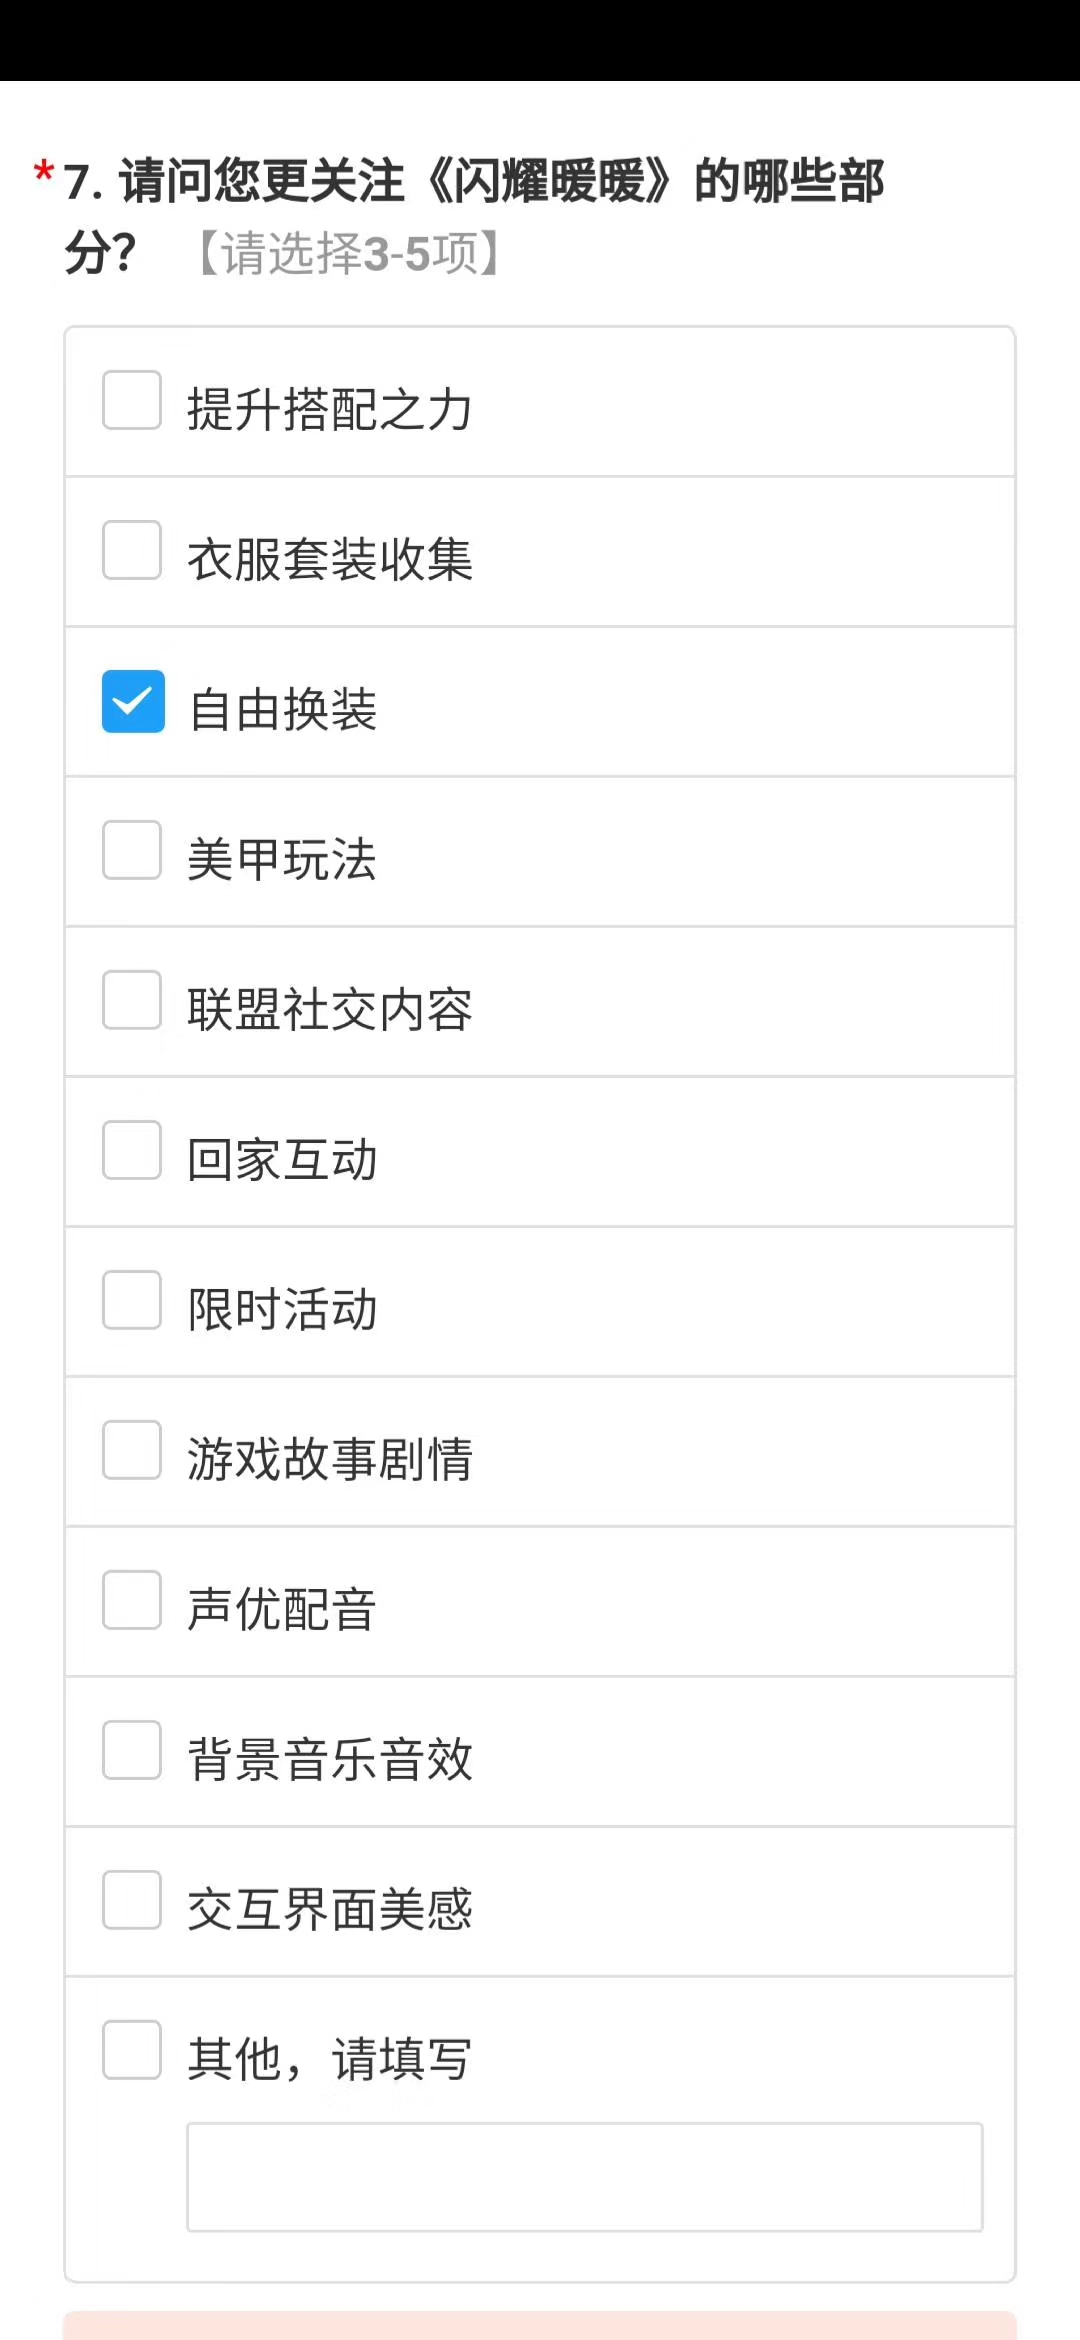 *7. 请问您更关注《闪耀暖暖》的哪些部
分？ 【请选择3-5项】
提升搭配之力
衣服套装收集
自由换装
美甲玩法
联盟社交内容
回家互动
限时活动
游戏故事剧情
声优配音
背景音乐音效
交互界面美感
其他，请填写